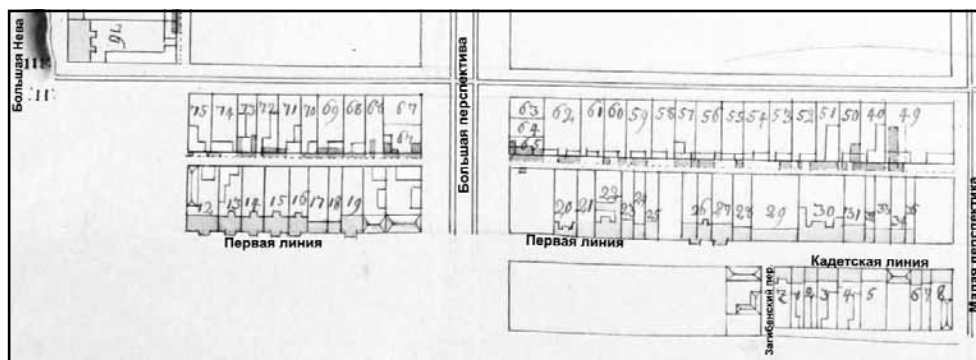 Большая Нева
16
Большая перспектива
75 74 73 72 71 70 69 68 66 67
63 62 61 60 59 58 57 56 55 54 53 52 51 50 40 49
64
65
12 13 14 15 16 17 18 19
20 21 22 23 24 25 26 27 28 29 30 31 33 34 35
Первая линия
Первая линия
Кадетская линия
Малая перспектива
Загибенский пер.
2 1 2 3 4 5 6 7 8